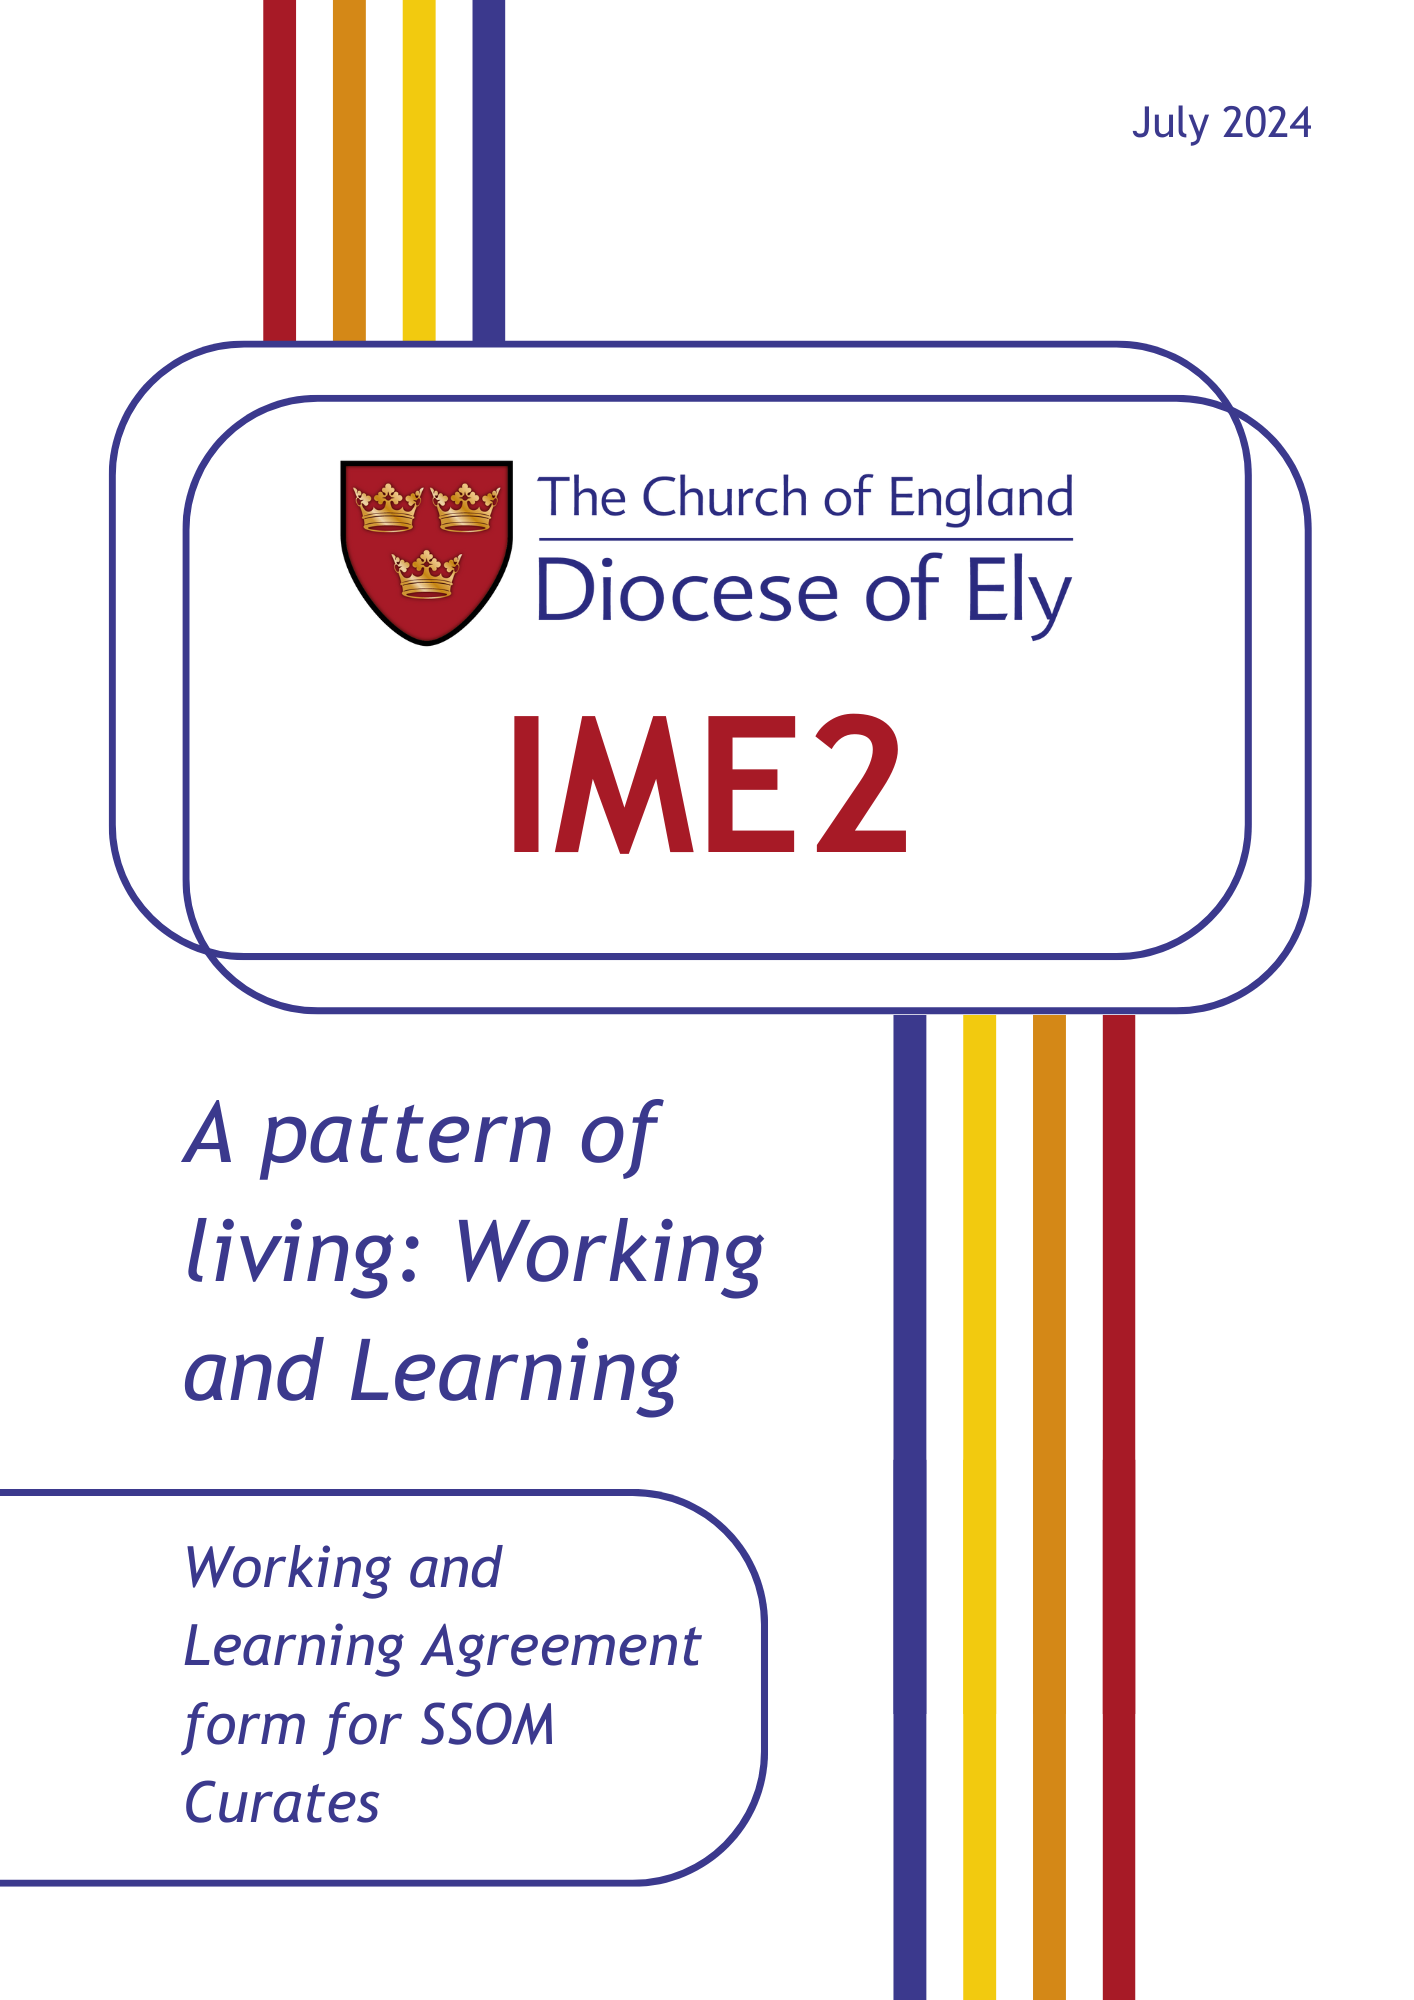 July 2024
The Church of England
Diocese of Ely
IME2
A pattern of
living: Working
and Learning
Working and
Learning Agreement
form for SSOM
Curates